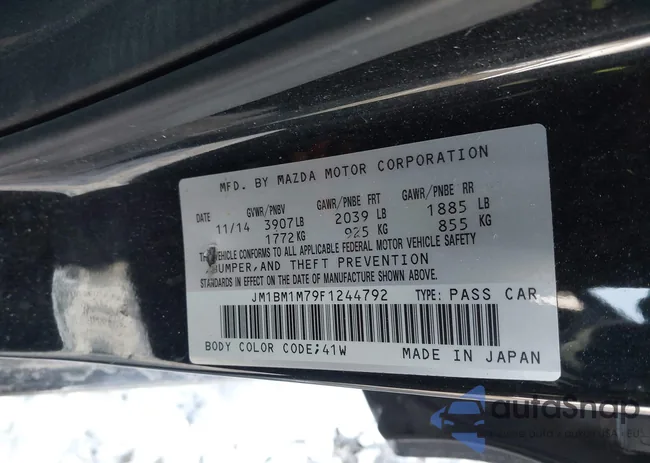 MFD. BY MAZDA MOTOR CORPORATION
DATE GVWR/PNBV GAWR/PNBE FRT GAWR/PNBE RR
11/14 3907LB 2039 LB 1885 LB
1772KG 925 KG 855 KG
VEHICLE CONFORMS TO ALL APPLICABLE FEDERAL MOTOR VEHICLE SAFETY
BUMPER, AND THEFT PREVENTION
STANDARDS IN EFFECT ON THE DATE OF MANUFACTURE SHOWN ABOVE.
JM1BM1M79F1244792 TYPE: PASS CAR
BODY COLOR CODE;41W MADE IN JAPAN
autoSnap